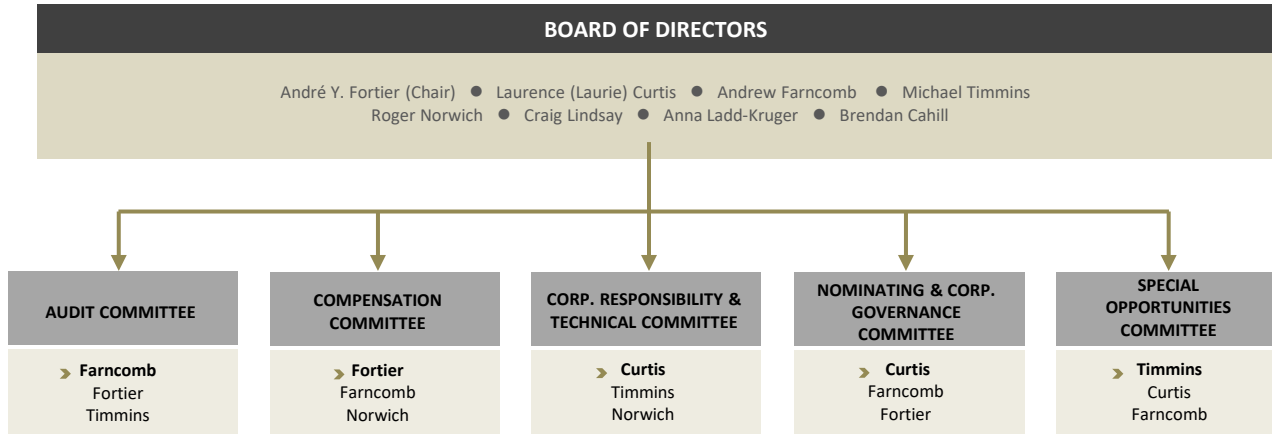 BOARD OF DIRECTORS
André Y. Fortier (Chair) ● Laurence (Laurie) Curtis ● Andrew Farncomb ● Michael Timmins
Roger Norwich ● Craig Lindsay ● Anna Ladd-Kruger ● Brendan Cahill
AUDIT COMMITTEE
Farncomb
Fortier
Timmins
COMPENSATION
COMMITTEE
Fortier
Farncomb
Norwich
CORP. RESPONSIBILITY &
TECHNICAL COMMITTEE
Curtis
Timmins
Norwich
NOMINATING & CORP.
GOVERNANCE
COMMITTEE
Curtis
Farncomb
Fortier
SPECIAL
OPPORTUNITIES
COMMITTEE
Timmins
Curtis
Farncomb